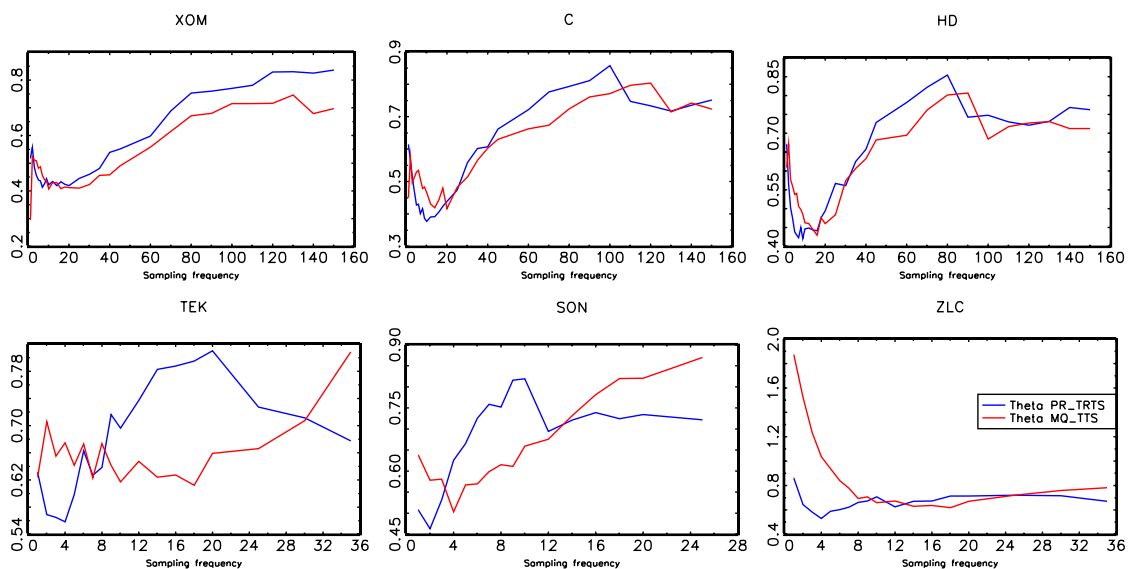 XOM
0.2 0.4 0.6 0.8
0 20 40 60 80 100 120 140 160
Sampling frequency
C
0.3 0.5 0.7 0.9
0 20 40 60 80 100 120 140 160
Sampling frequency
HD
0.40 0.55 0.70 0.85
0 20 40 60 80 100 120 140 160
Sampling frequency
TEK
0.54 0.62 0.70 0.78
0 4 8 12 16 20 24 28 32 36
Sampling frequency
SON
0.45 0.60 0.75 0.90
0 4 8 12 16 20 24 28
Sampling frequency
ZLC
0.4 0.8 1.2 1.6 2.0
0 4 8 12 16 20 24 28 32 36
Sampling frequency
Theta PR_TRTS
Theta MQ_TTS